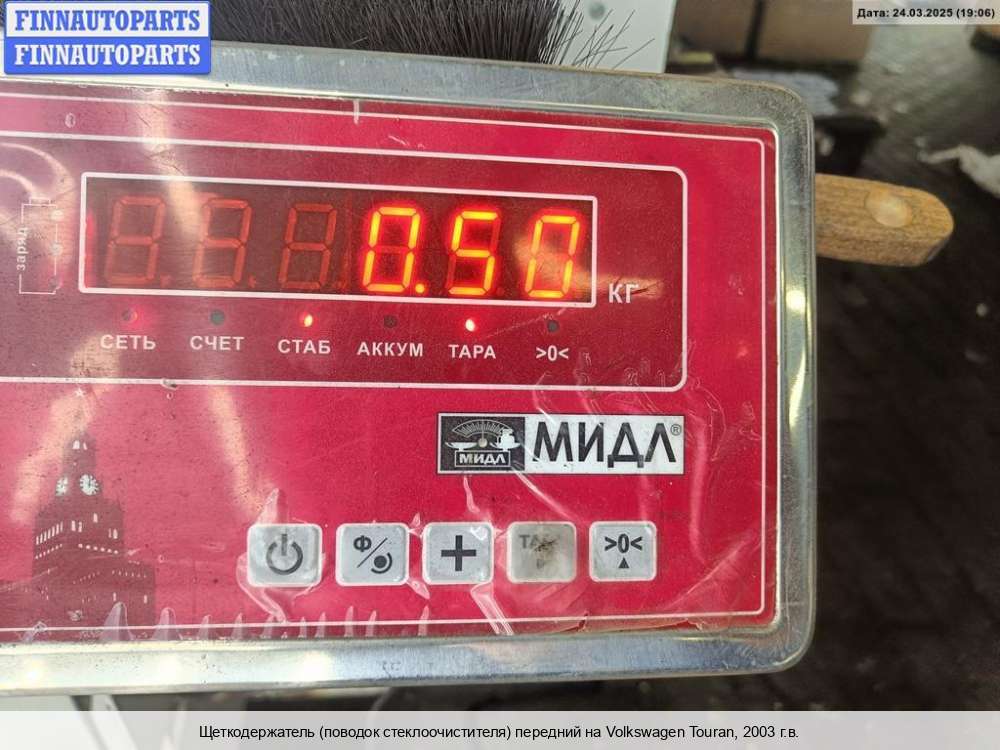 FINNAUTOPARTS
FINNAUTOPARTS
Дата: 24.03.2025 (19:06)
заряд
0.50
КГ
СЕТЬ СЧЕТ СТАБ АККУМ ТАРА >0<
МИДЛ МИДЛ®
Ф >0<
Щеткодержатель (поводок стеклоочистителя) передний на Volkswagen Touran, 2003 г.в.